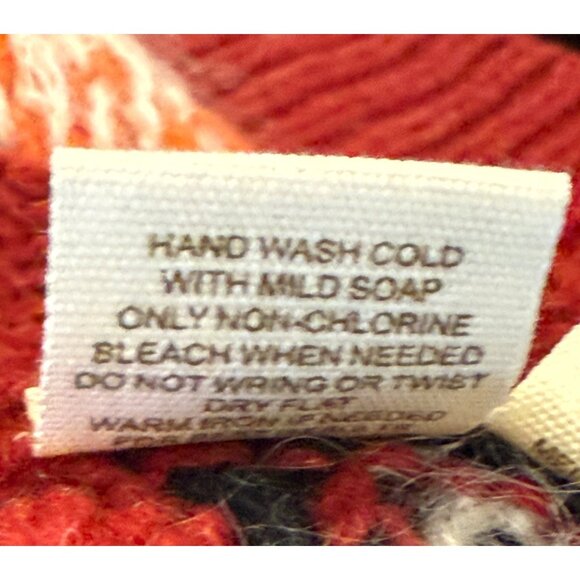 HAND WASH COLD
WITH MILD SOAP
ONLY NON-CHLORINE
BLEACH WHEN NEEDED
DO NOT WRING OR TWIST
DRY FLAT
WARM IRON IF NEEDED